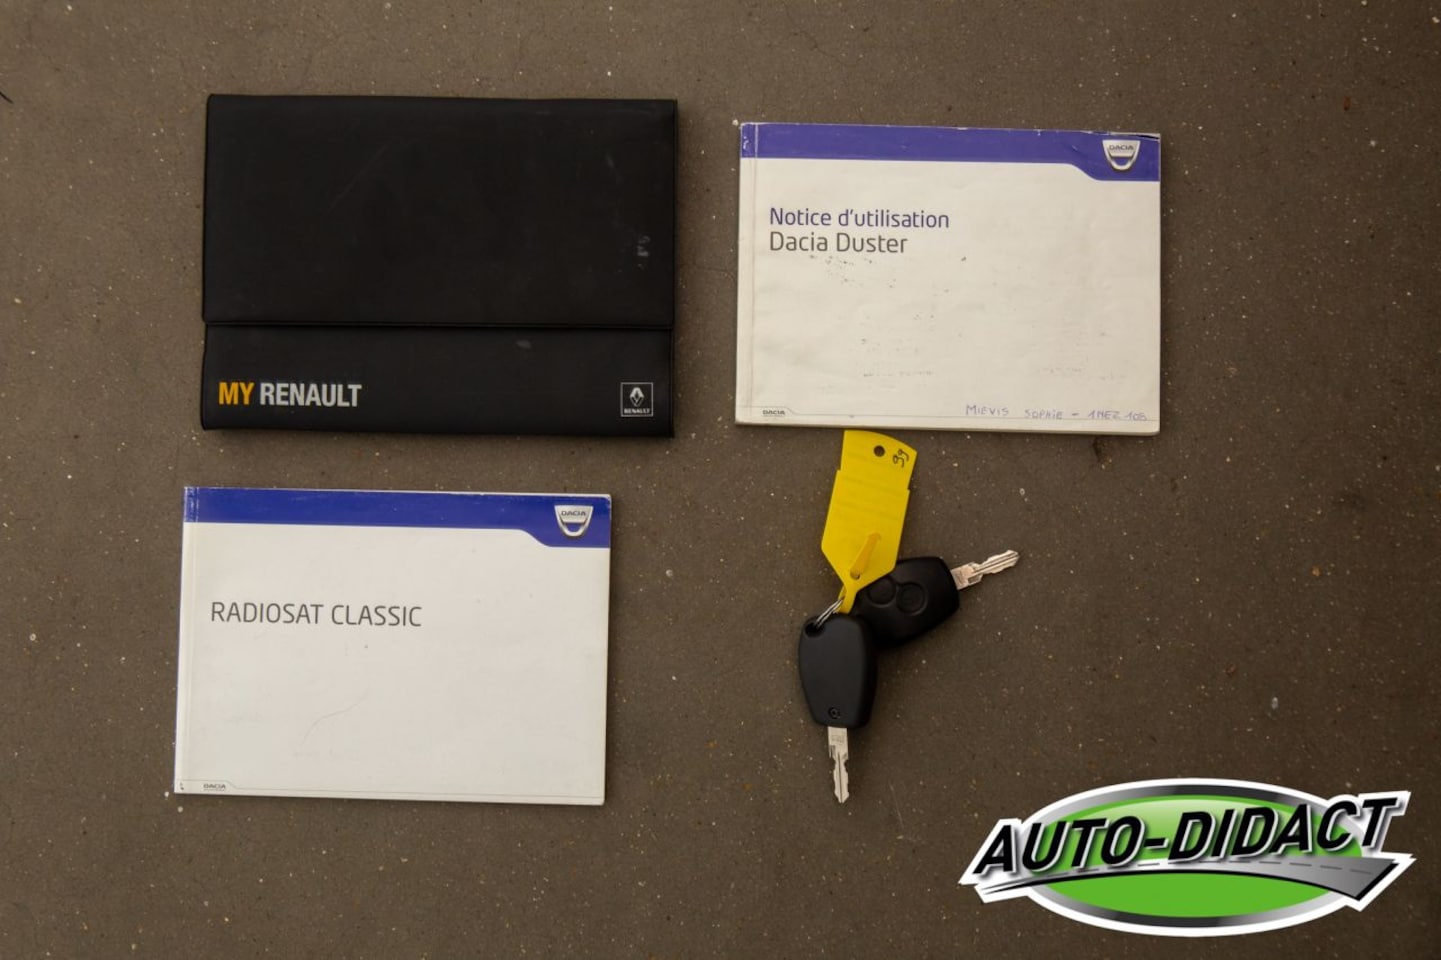 MY RENAULT
RENAULT
DACIA
Notice d'utilisation
Dacia Duster
DACIA
MIEVIS SOPHIE - 1NEZ 108
99
DACIA
RADIOSAT CLASSIC
DACIA
AUTO-DIDACT